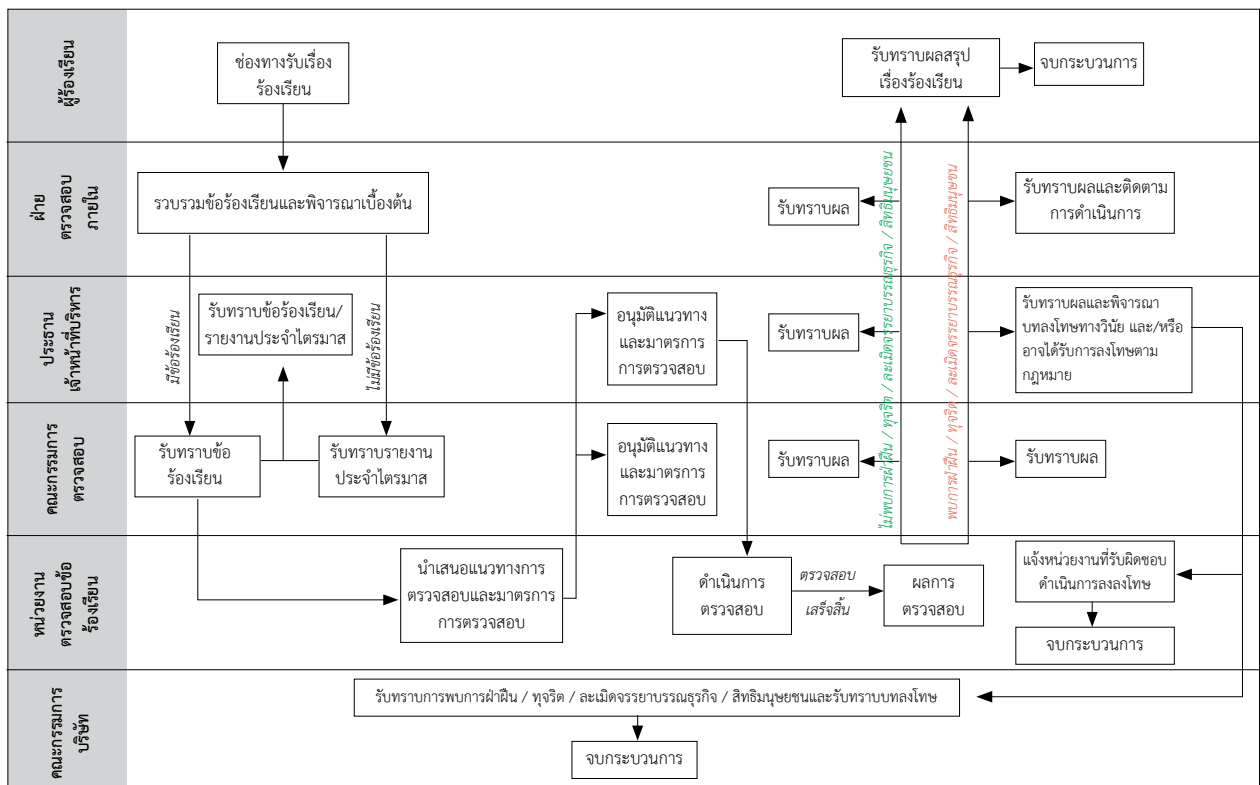 ผู้ร้องเรียน
ช่องทางรับเรื่อง
ร้องเรียน
รับทราบผลสรุป
เรื่องร้องเรียน
จบกระบวนการ
ฝ่าย
ตรวจสอบ
ภายใน
รวบรวมข้อร้องเรียนและพิจารณาเบื้องต้น
รับทราบผล
รับทราบผลและติดตาม
การดำเนินการ
ไม่พบการฝ่าฝืน / ทุจริต / ละเมิดจรรยาบรรณธุรกิจ / สิทธิมนุษยชน
พบการฝ่าฝืน / ทุจริต / ละเมิดจรรยาบรรณธุรกิจ / สิทธิมนุษชน
ประธาน
เจ้าหน้าที่บริหาร
มีข้อร้องเรียน
รับทราบข้อร้องเรียน/
รายงานประจำไตรมาส
ไม่มีข้อร้องเรียน
อนุมัติแนวทาง
และมาตรการ
การตรวจสอบ
รับทราบผล
รับทราบผลและพิจารณา
บทลงโทษทางวินัย และ/หรือ
อาจได้รับการลงโทษตาม
กฎหมาย
คณะกรรมการ
ตรวจสอบ
รับทราบข้อ
ร้องเรียน
รับทราบรายงาน
ประจำไตรมาส
อนุมัติแนวทาง
และมาตรการ
การตรวจสอบ
รับทราบผล
รับทราบผล
หน่วยงาน
ตรวจสอบข้อ
ร้องเรียน
นำเสนอแนวทางการ
ตรวจสอบและมาตรการ
การตรวจสอบ
ดำเนินการ
ตรวจสอบ
ตรวจสอบ
เสร็จสิ้น
ผลการ
ตรวจสอบ
แจ้งหน่วยงานที่รับผิดชอบ
ดำเนินการลงลงโทษ
จบกระบวนการ
คณะกรรมการ
บริษัท
รับทราบการพบการฝ่าฝืน / ทุจริต / ละเมิดจรรยาบรรณธุรกิจ / สิทธิมนุษยชนและรับทราบบทลงโทษ
จบกระบวนการ